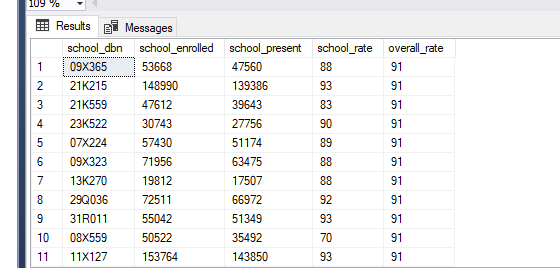 109 %
Results Messages
school_dbn school_enrolled school_present school_rate overall_rate
1 09X365 53668 47560 88 91
2 21K215 148990 139386 93 91
3 21K559 47612 39643 83 91
4 23K522 30743 27756 90 91
5 07X224 57430 51174 89 91
6 09X323 71956 63475 88 91
7 13K270 19812 17507 88 91
8 29Q036 72511 66972 92 91
9 31R011 55042 51349 93 91
10 08X559 50522 35492 70 91
11 11X127 153764 143850 93 91